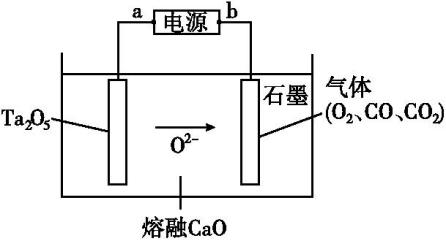 a 电源 b
石墨
气体
(O₂、CO、CO₂)
Ta₂O₅
O²⁻
熔融CaO